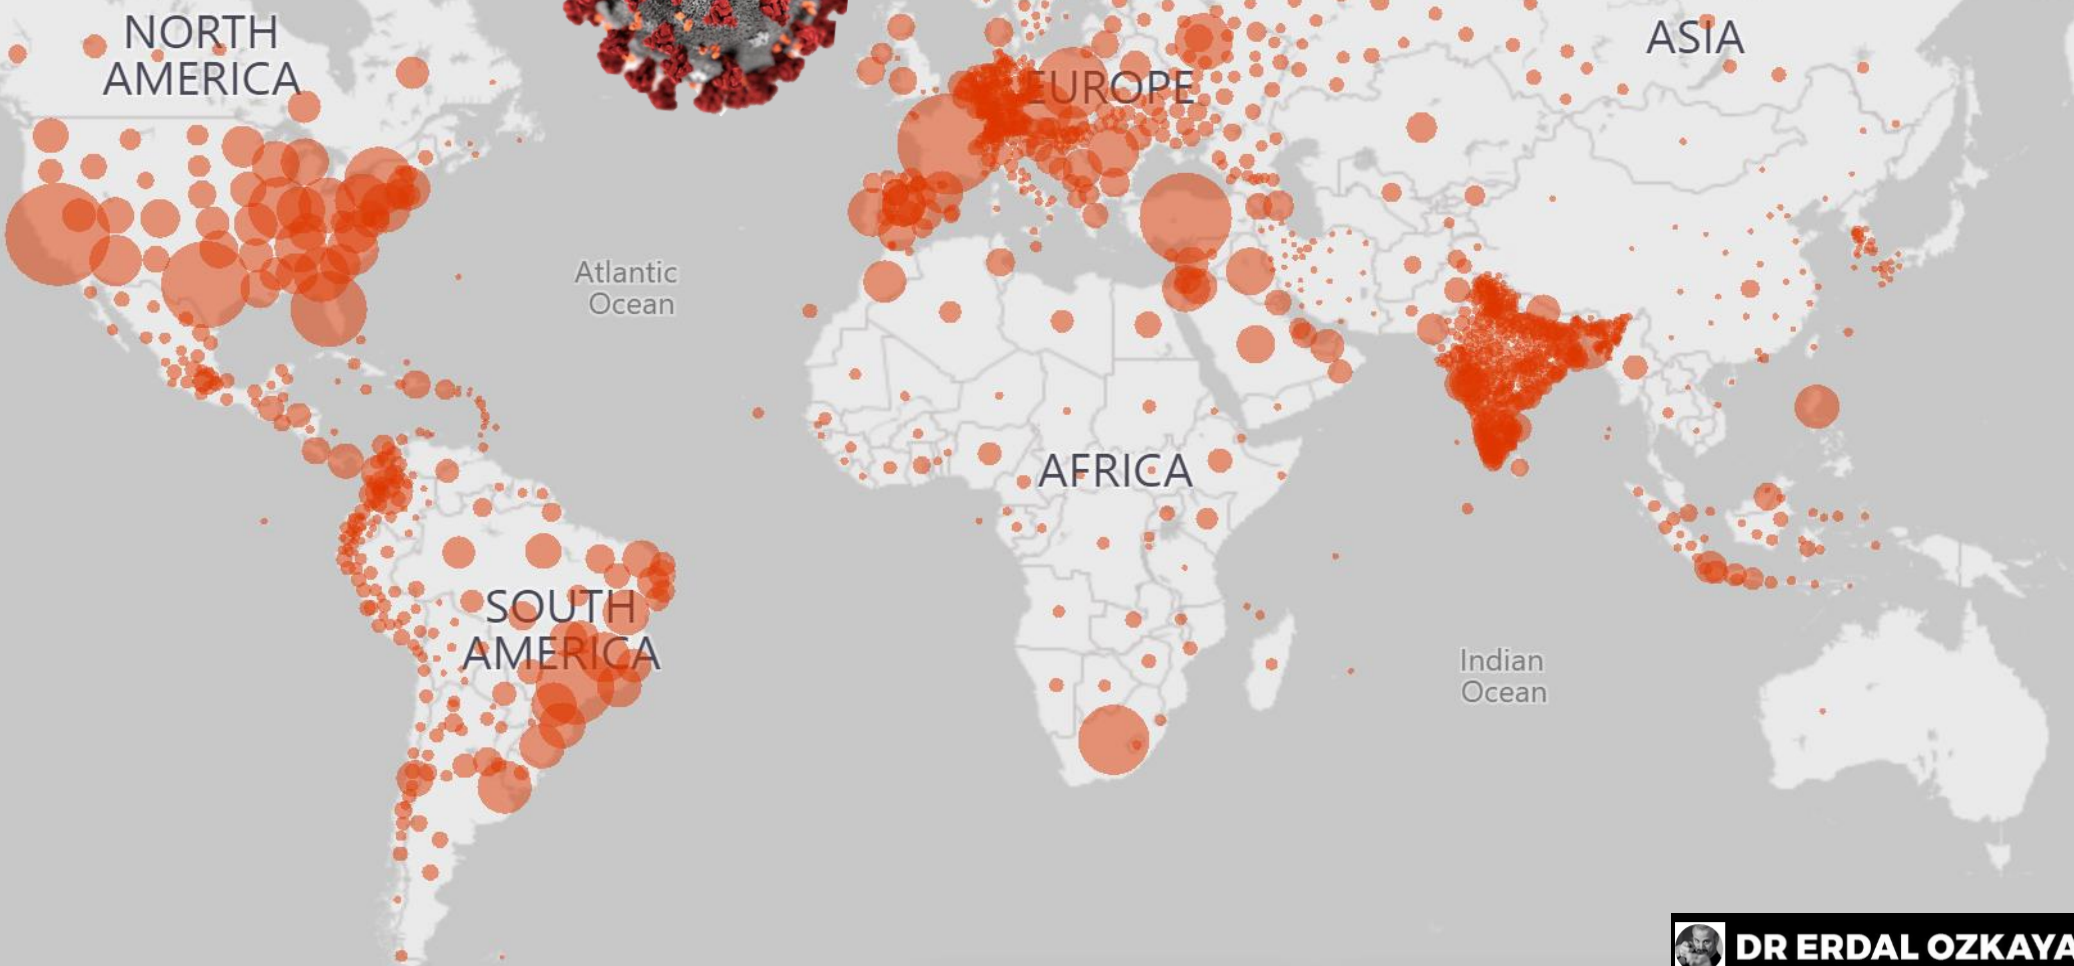 NORTH
AMERICA
ASIA
EUROPE
Atlantic
Ocean
AFRICA
SOUTH
AMERICA
Indian
Ocean
DR ERDAL OZKAYA